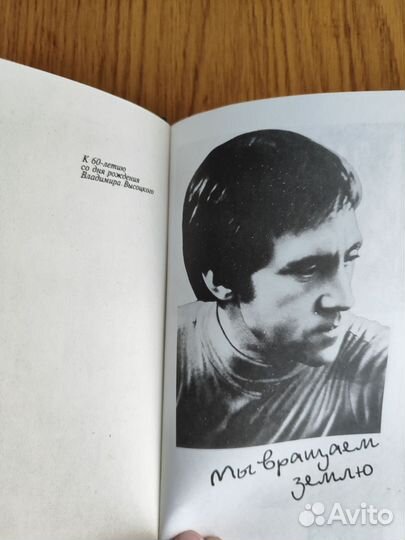 К 60-летию
со дня рождения
Владимира Высоцкого
Мы вращаем
землю
Avito